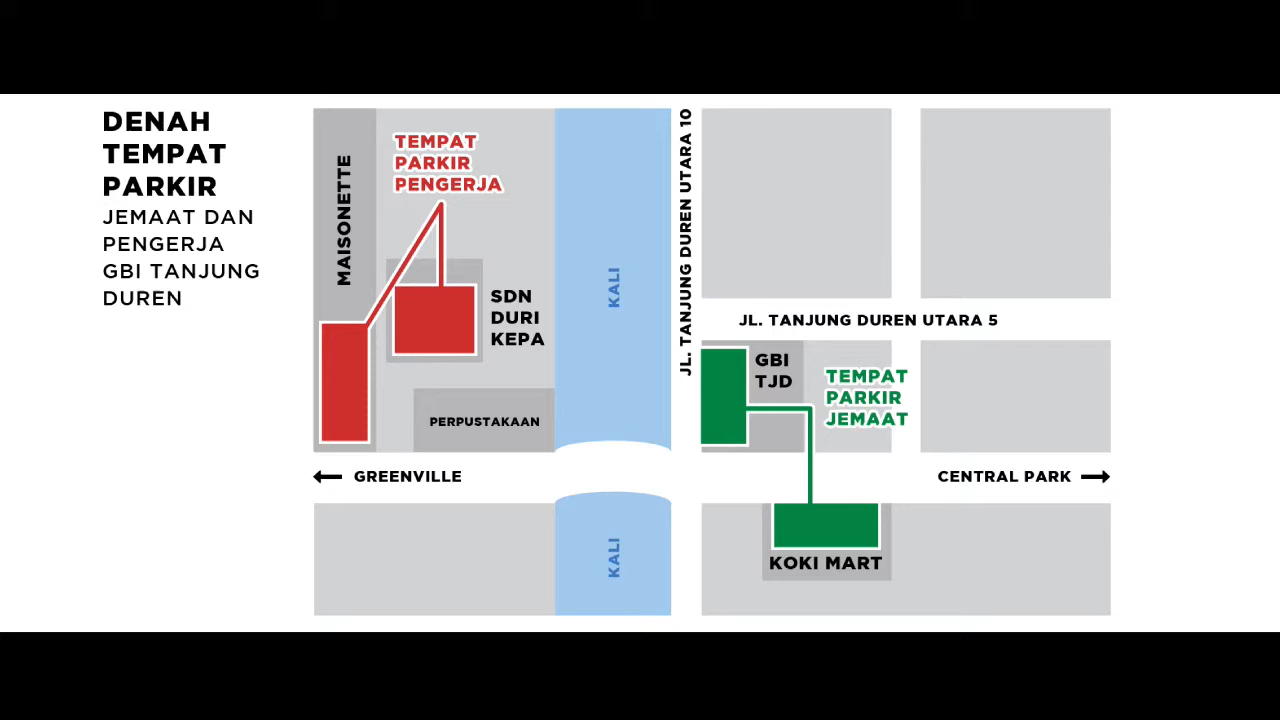 DENAH
TEMPAT
PARKIR
JEMAAT DAN
PENGERJA
GBI TANJUNG
DUREN
MAISONETTE
TEMPAT
PARKIR
PENGERJA
SDN
DURI
KEPA
PERPUSTAKAAN
KALI
JL. TANJUNG DUREN UTARA 10
JL. TANJUNG DUREN UTARA 5
GBI
TJD
TEMPAT
PARKIR
JEMAAT
GREENVILLE
CENTRAL PARK
KALI
KOKI MART